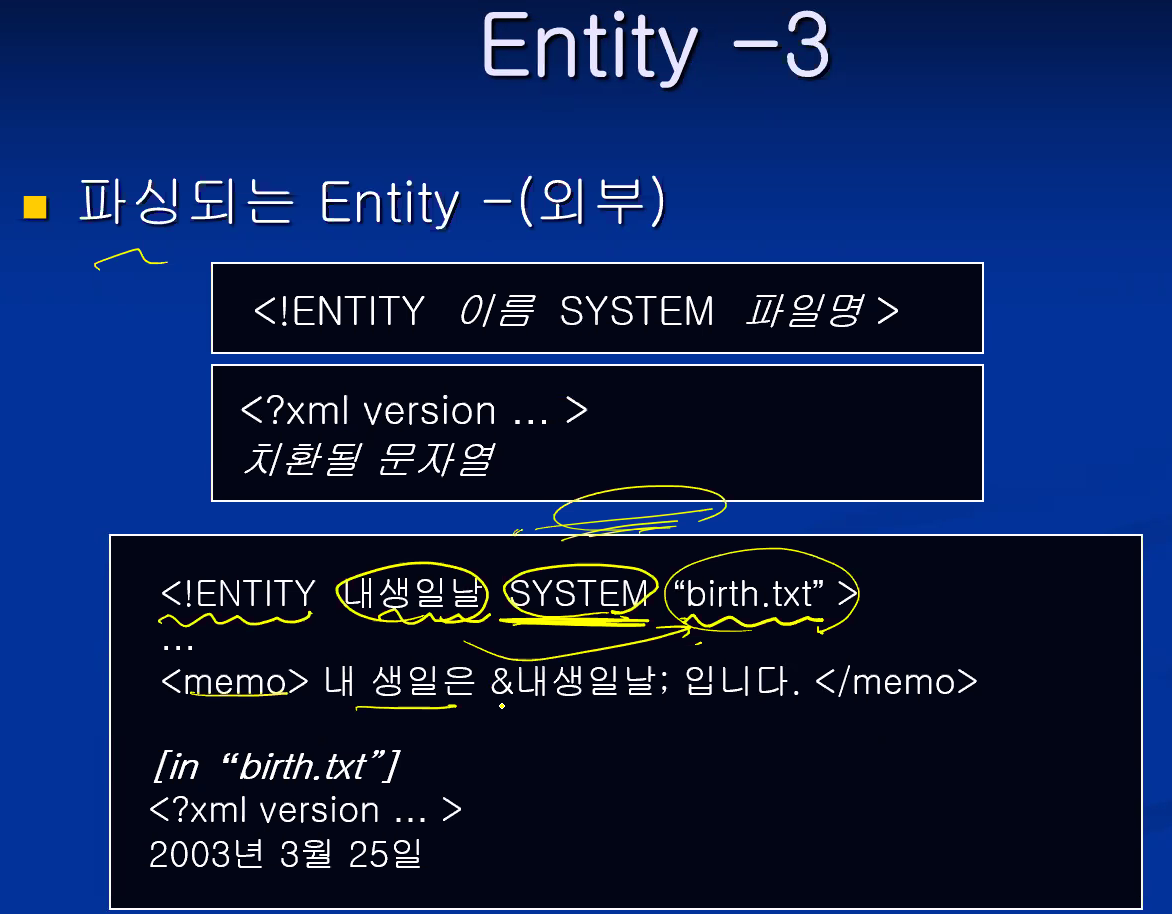 Entity -3
파싱되는 Entity -(외부)
<!ENTITY 이름 SYSTEM 파일명 >
<?xml version ... >
치환될 문자열
<!ENTITY 내생일날 SYSTEM “birth.txt” >
...
<memo> 내 생일은 &내생일날; 입니다. </memo>
[in “birth.txt”]
<?xml version ... >
2003년 3월 25일